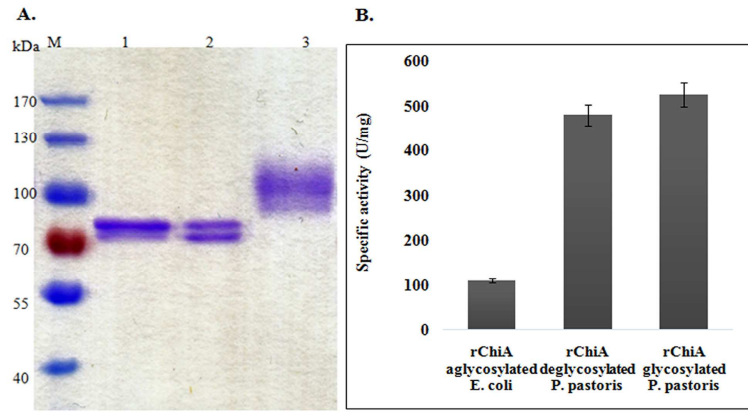 A.
kDa M 1 2 3
170
130
100
70
55
40
B.
600
500
400
300
200
100
0
Specific activity (U/mg)
rChiA rChiA rChiA
aglycosylated deglycosylated glycosylated
E. coli P. pastoris P. pastoris